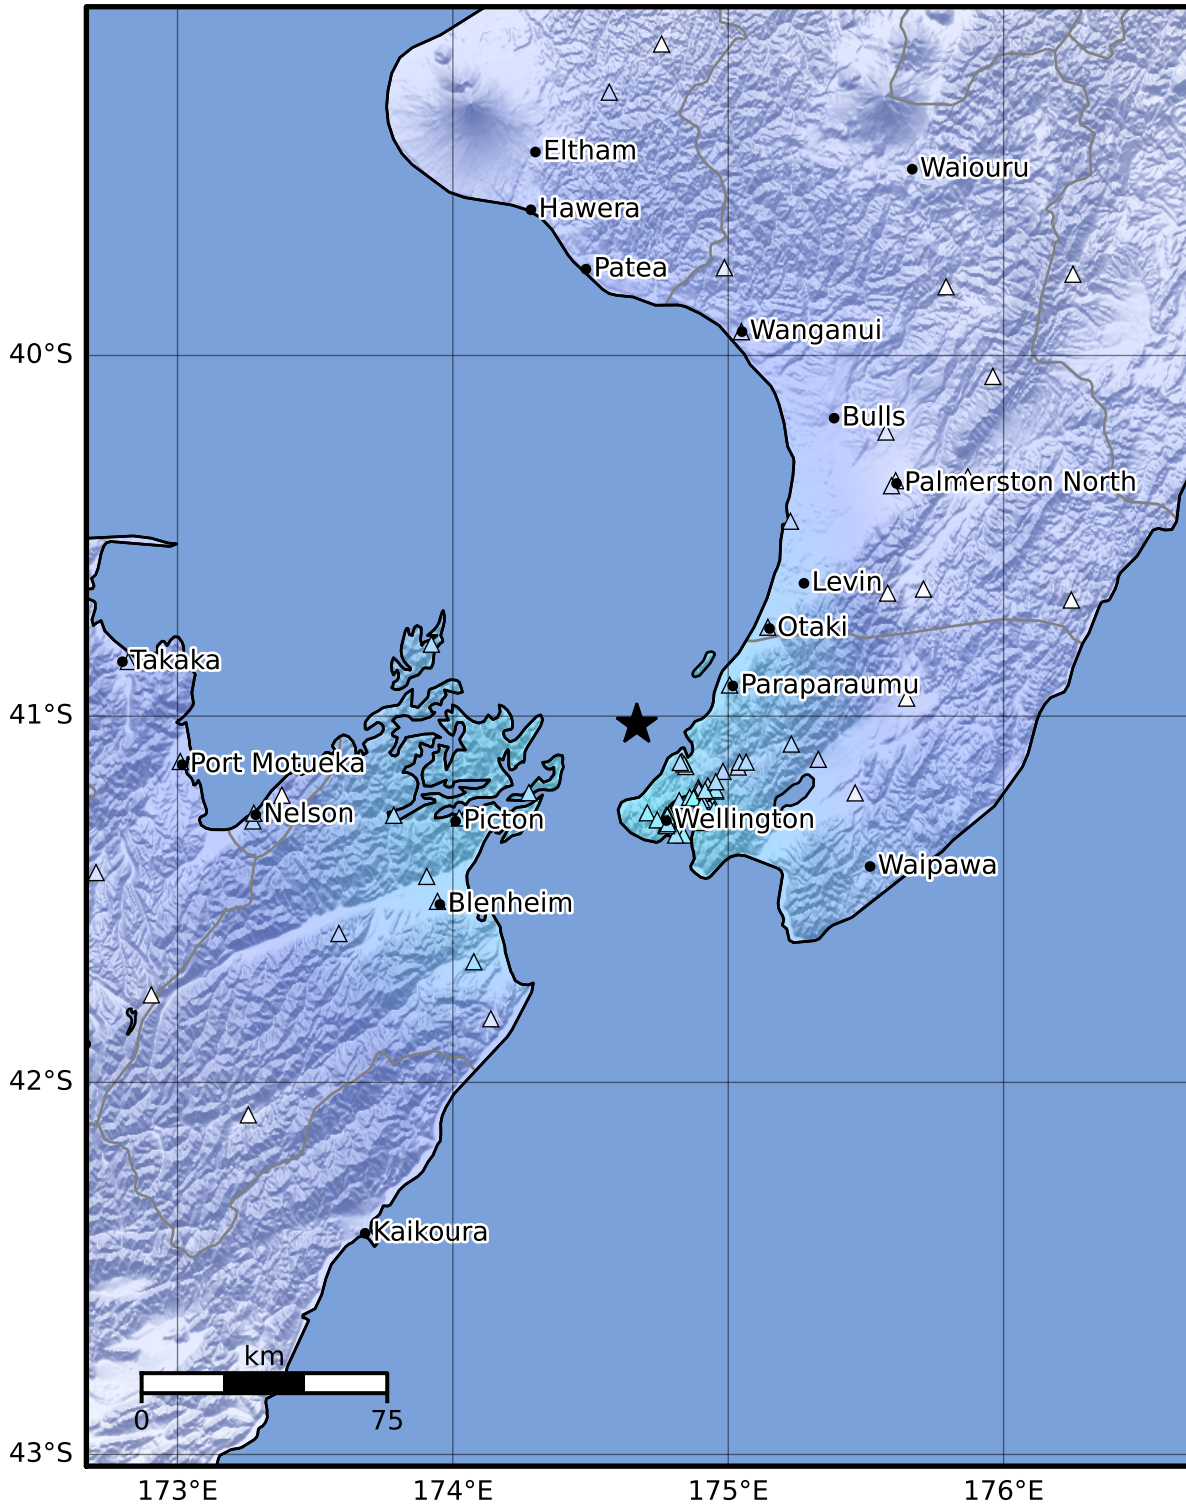 Eltham
Waiouru
Hawera
Patea
Wanganui
40°S
Bulls
Palmerston North
Levin
Otaki
Takaka
Paraparaumu
41°S
Port Motueka
Nelson
Picton
Wellington
Waipawa
Blenheim
42°S
Kaikoura
km
0 75
43°S
173°E 174°E 175°E 176°E